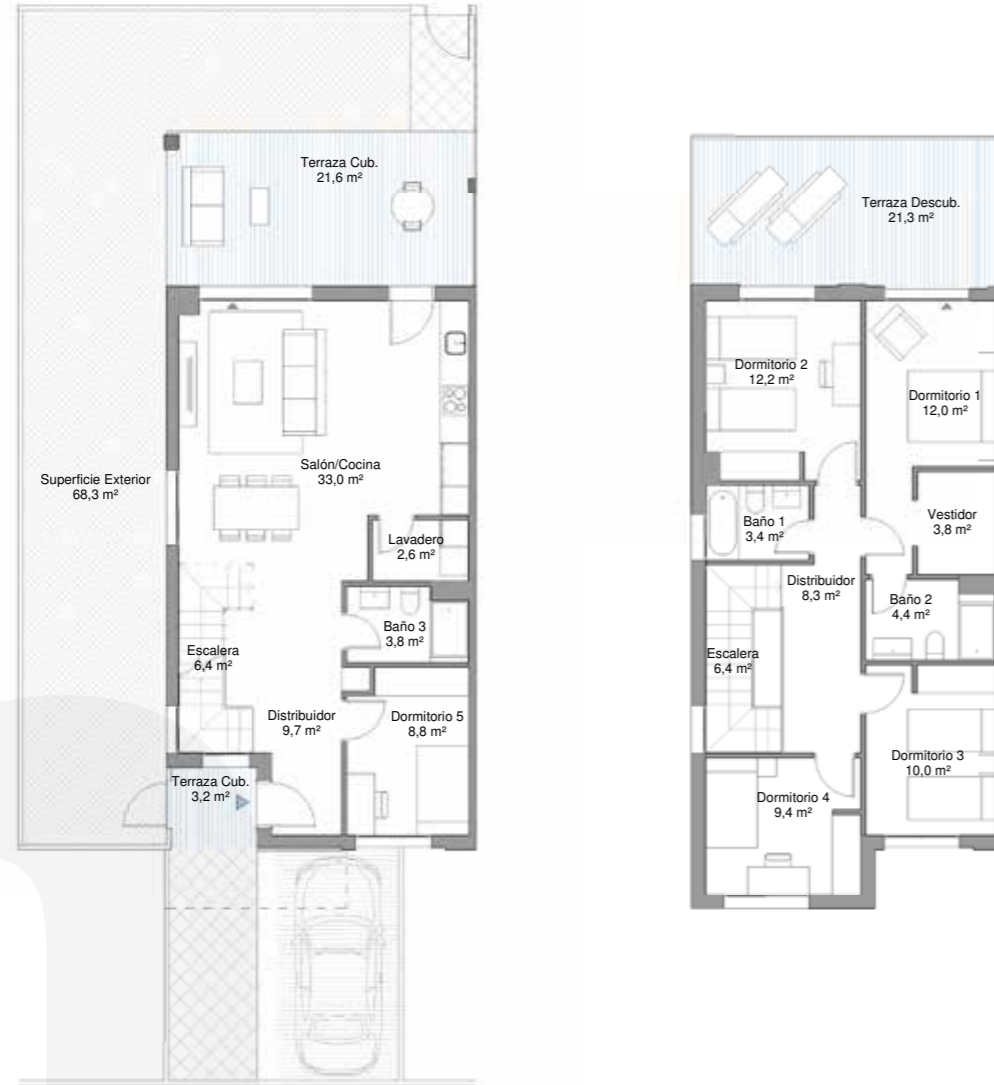 Terraza Cub.
21,6 m²
Superficie Exterior
68,3 m²
Salón/Cocina
33,0 m²
Lavadero
2,6 m²
Baño 3
3,8 m²
Escalera
6,4 m²
Distribuidor
9,7 m²
Dormitorio 5
8,8 m²
Terraza Cub.
3,2 m²
Terraza Descub.
21,3 m²
Dormitorio 2
12,2 m²
Dormitorio 1
12,0 m²
Baño 1
3,4 m²
Vestidor
3,8 m²
Distribuidor
8,3 m²
Baño 2
4,4 m²
Escalera
6,4 m²
Dormitorio 3
10,0 m²
Dormitorio 4
9,4 m²